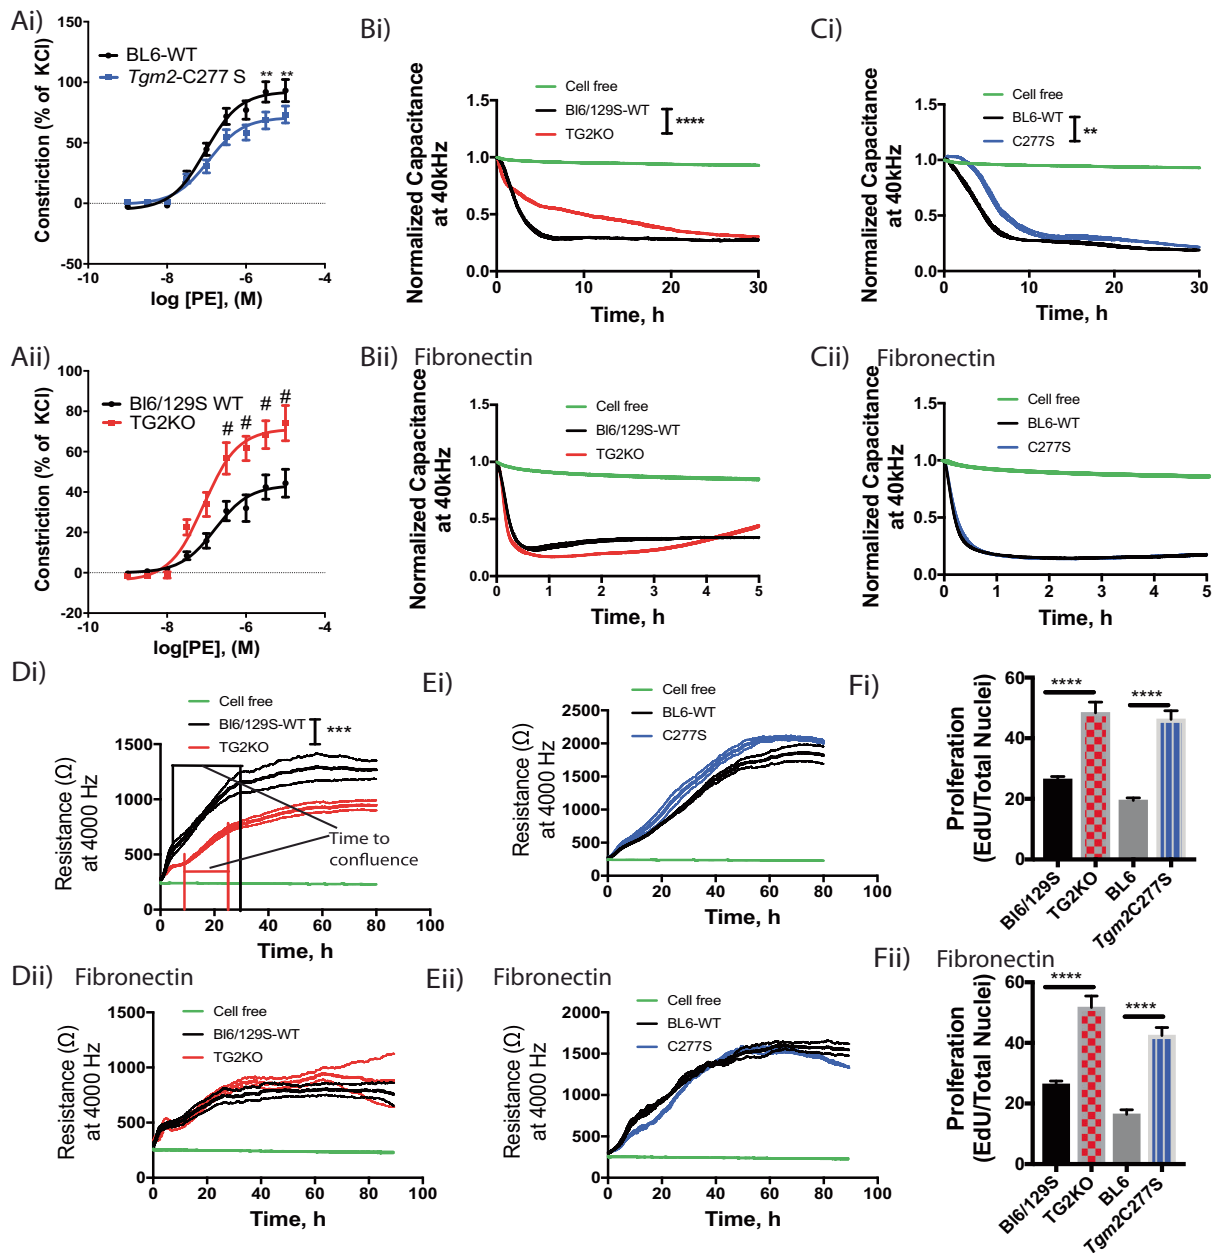 Ai)
150
100
50
0
-50
Constriction (% of KCl)
BL6-WT
Tgm2-C277 S
** **
-10 -8 -6 -4
log [PE], (M)
Bi)
Cell free
Bl6/129S-WT
TG2KO
****
1.5
1.0
0.5
0.0
Normalized Capacitance
at 40kHz
0 10 20 30
Time, h
Ci)
Cell free
BL6-WT
C277S
**
1.5
1.0
0.5
0.0
Normalized Capacitance
at 40kHz
0 10 20 30
Time, h
Aii)
100
80
60
40
20
0
-20
Constriction (% of KCl)
Bl6/129S WT
TG2KO
# # # #
-10 -8 -6 -4
log[PE], (M)
Bii) Fibronectin
Cell free
Bl6/129S-WT
TG2KO
1.5
1.0
0.5
0.0
Normalized Capacitance
at 40kHz
0 1 2 3 4 5
Time, h
Cii) Fibronectin
Cell free
BL6-WT
C277S
1.5
1.0
0.5
0.0
Normalized Capacitance
at 40kHz
0 1 2 3 4 5
Time, h
Di)
Cell free
Bl6/129S-WT
TG2KO
***
1500
1000
500
0
Resistance (Ω)
at 4000 Hz
Time to
confluence
0 20 40 60 80 100
Time, h
Ei)
Cell free
BL6-WT
C277S
2500
2000
1500
1000
500
0
Resistance (Ω)
at 4000 Hz
0 20 40 60 80 100
Time, h
Fi)
60
40
20
0
Proliferation
(EdU/Total Nuclei)
**** ****
Bl6/129S
TG2KO
BL6
Tgm2C277S
Dii) Fibronectin
Cell free
Bl6/129S-WT
TG2KO
1500
1000
500
0
Resistance (Ω)
at 4000 Hz
0 20 40 60 80 100
Time, h
Eii) Fibronectin
Cell free
BL6-WT
C277S
2000
1500
1000
500
0
Resistance (Ω)
at 4000 Hz
0 20 40 60 80 100
Time, h
Fii) Fibronectin
60
40
20
0
Proliferation
(EdU/Total Nuclei)
**** ****
Bl6/129S
TG2KO
BL6
Tgm2C277S